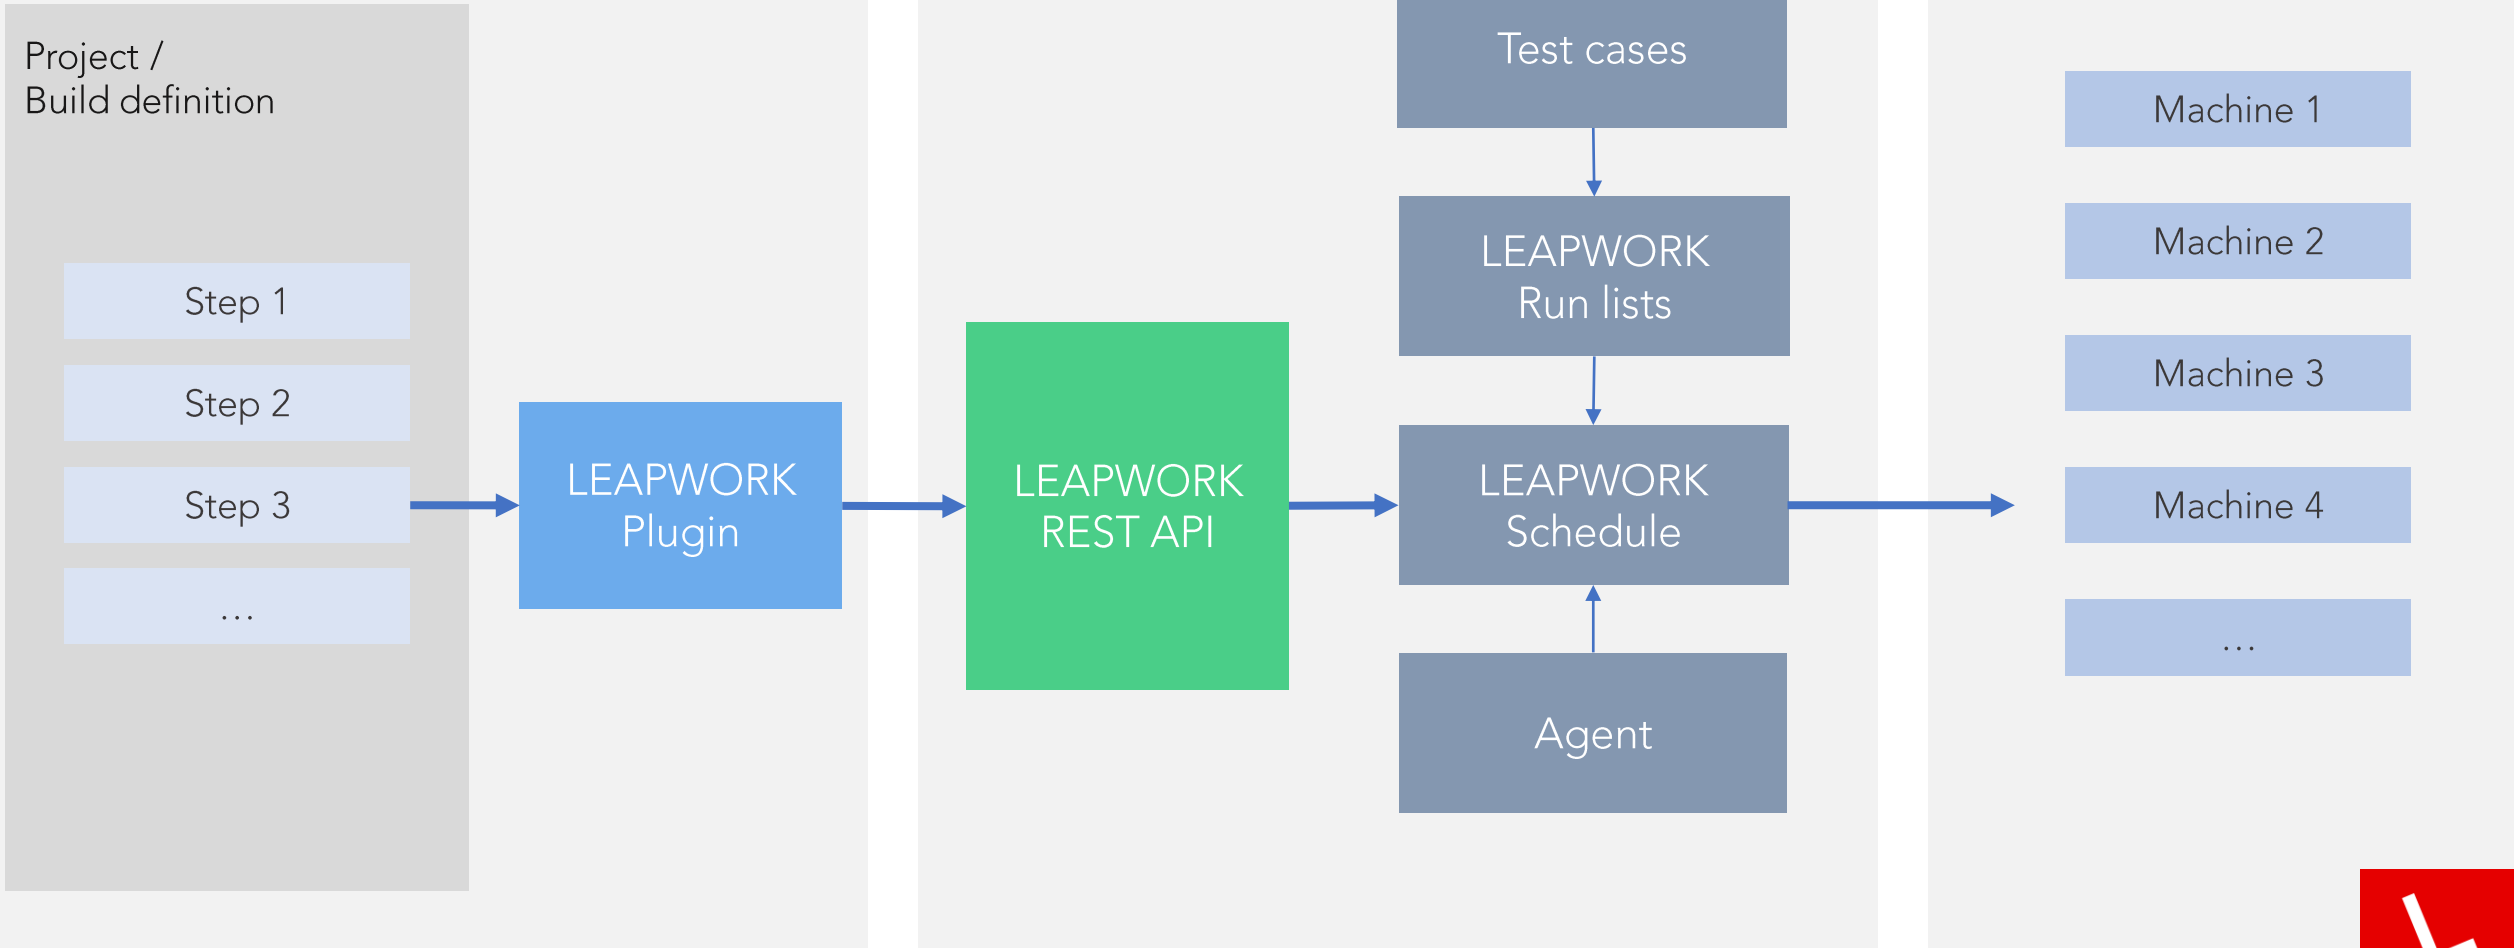 Project /
Build definition
Step 1
Step 2
Step 3
...
LEAPWORK
Plugin
LEAPWORK
REST API
Test cases
LEAPWORK
Run lists
LEAPWORK
Schedule
Agent
Machine 1
Machine 2
Machine 3
Machine 4
...